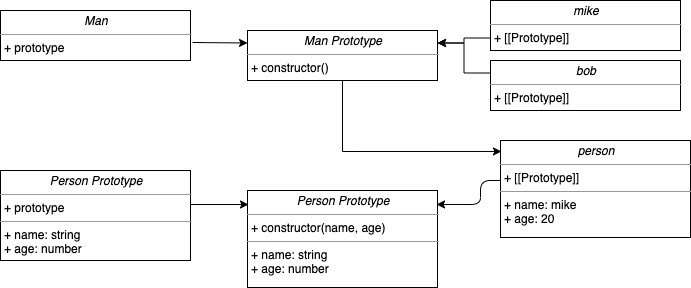 Man
+ prototype
Man Prototype
+ constructor()
mike
+ [[Prototype]]
bob
+ [[Prototype]]
person
+ [[Prototype]]
+ name: mike
+ age: 20
Person Prototype
+ prototype
+ name: string
+ age: number
Person Prototype
+ constructor(name, age)
+ name: string
+ age: number